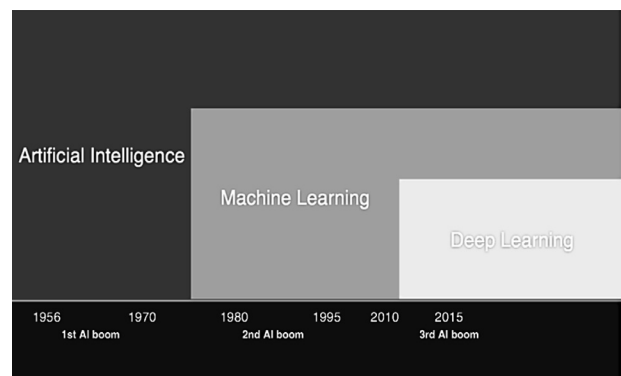 Artificial Intelligence
Machine Learning
Deep Learning
1956 1970 1980 1995 2010 2015
1st AI boom 2nd AI boom 3rd AI boom